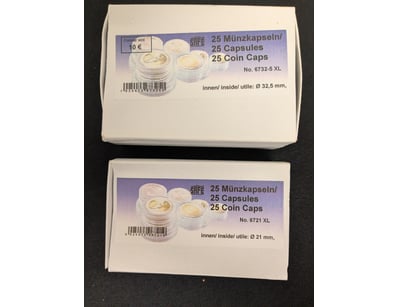 10 €
25 Münzkapseln/
25 Capsules
25 Coin Caps
No. 6732-5 XL
innen/ inside/ utile: Ø 32,5 mm,
25 Münzkapseln/
25 Capsules
25 Coin Caps
No. 6721 XL
innen/ inside/ utile: Ø 21 mm,